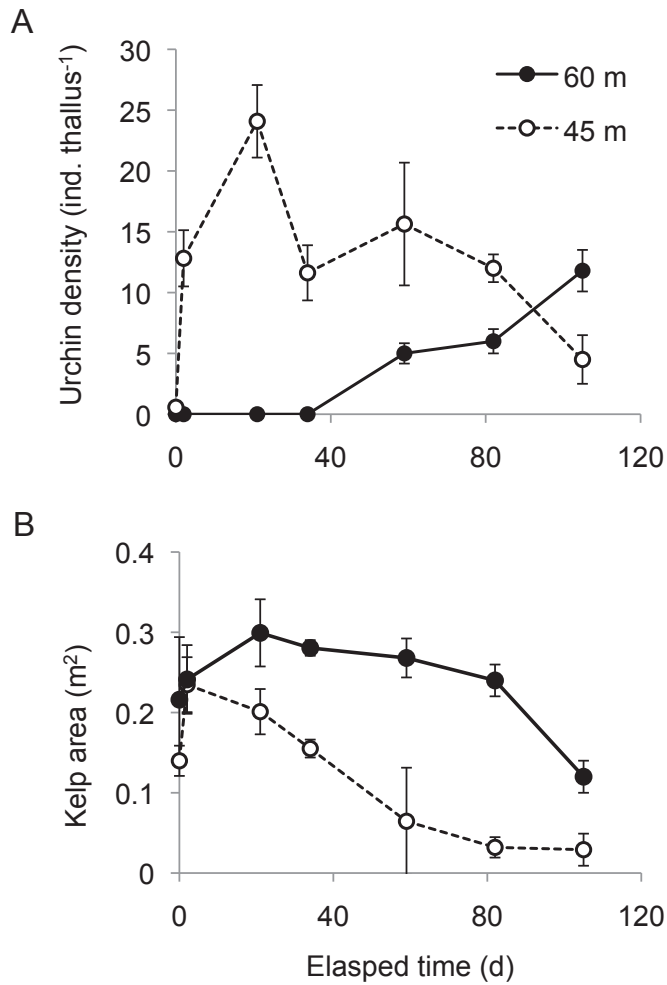 A
30
25
20
15
10
5
0
Urchin density (ind. thallus-1)
60 m
45 m
0 40 80 120
B
0.4
0.3
0.2
0.1
0
Kelp area (m2)
0 40 80 120
Elasped time (d)